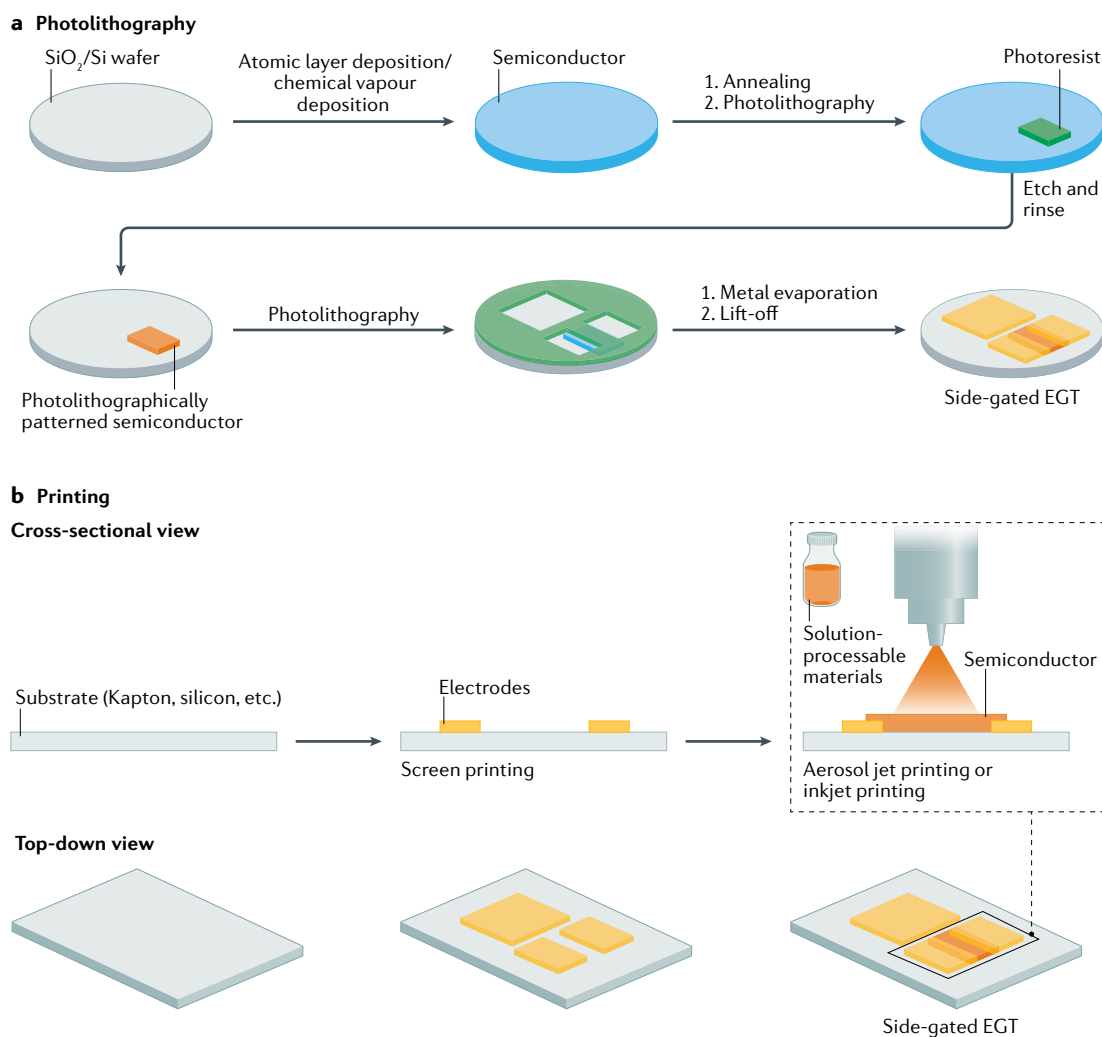 a Photolithography
SiO₂/Si wafer
Atomic layer deposition/
chemical vapour
deposition
Semiconductor
1. Annealing
2. Photolithography
Photoresist
Etch and
rinse
Photolithographically
patterned semiconductor
Photolithography
1. Metal evaporation
2. Lift-off
Side-gated EGT
b Printing
Cross-sectional view
Substrate (Kapton, silicon, etc.)
Electrodes
Screen printing
Solution-
processable
materials
Semiconductor
Aerosol jet printing or
inkjet printing
Top-down view
Side-gated EGT